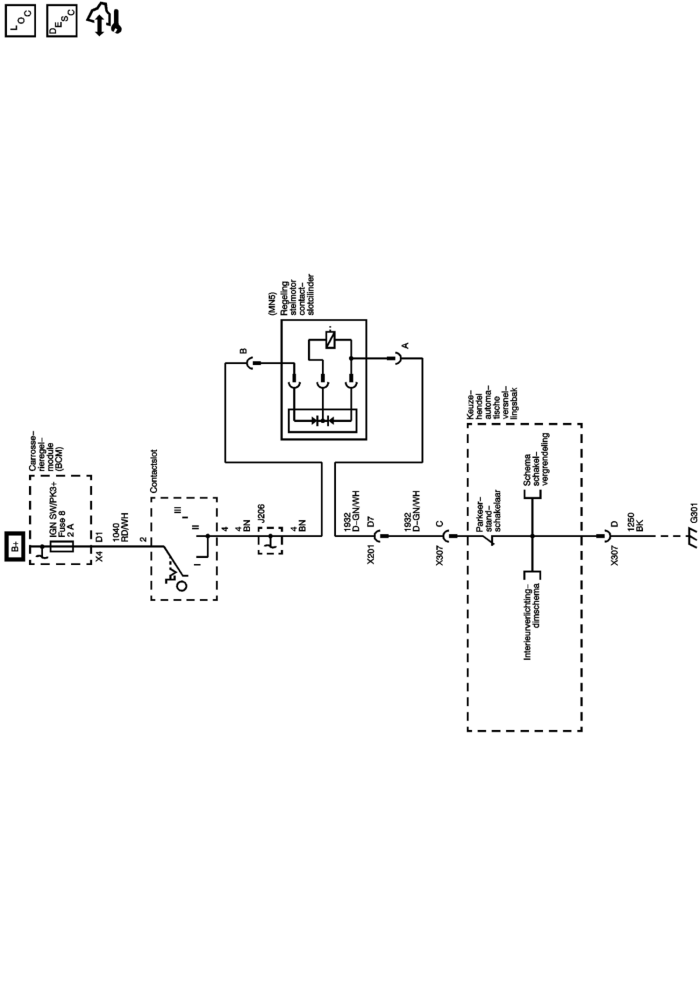 LOC
DESC
B+
Carrosse–
rieregel–
module
(BCM)
IGN SW/PK3+
Fuse 8
2 A
X4
D1
1040
RD/WH
2
Contactslot
I
II
I
III
4
4
BN
J206
4
BN
(MN5)
Regeling
stelmotor
contact–
slotcilinder
B
A
1932
D–GN/WH
X201
D7
1932
D–GN/WH
X307
C
Keuze–
hendel
automa–
tische
versnel–
lingsbak
Parkeer–
stand–
schakelaar
Schema
schakel–
vergrendeling
Interieurverlichting–
dimschema
X307
D
1250
BK
G301